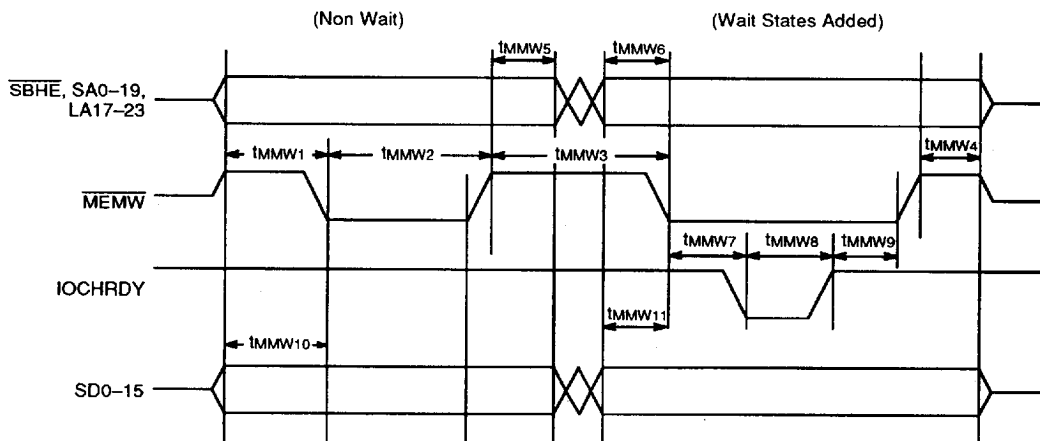 (Non Wait)
(Wait States Added)
tMMW5
tMMW6
SBHE, SA0–19,
LA17–23
tMMW1
tMMW2
tMMW3
tMMW4
MEMW
tMMW7
tMMW8
tMMW9
IOCHRDY
tMMW11
tMMW10
SD0–15